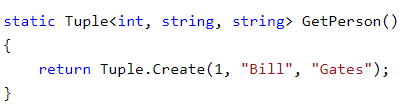 static Tuple<int, string, string> GetPerson()
{
    return Tuple.Create(1, "Bill", "Gates");
}